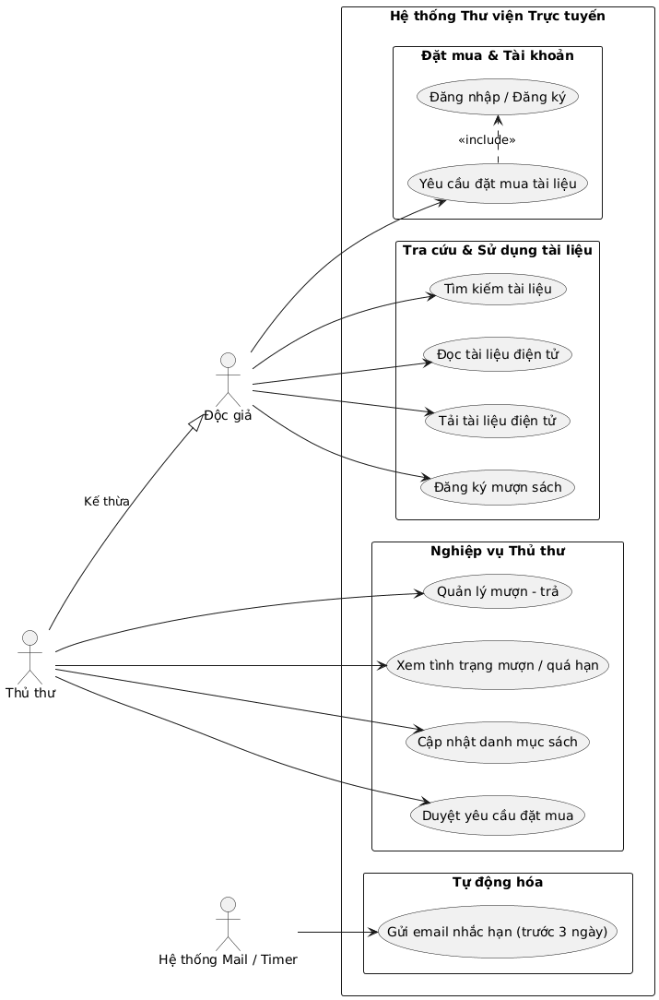 Hệ thống Thư viện Trực tuyến
Đặt mua & Tài khoản
Đăng nhập / Đăng ký
«include»
Yêu cầu đặt mua tài liệu
Tra cứu & Sử dụng tài liệu
Tìm kiếm tài liệu
Đọc tài liệu điện tử
Tải tài liệu điện tử
Đăng ký mượn sách
Độc giả
Kế thừa
Nghiệp vụ Thủ thư
Quản lý mượn - trả
Xem tình trạng mượn / quá hạn
Cập nhật danh mục sách
Duyệt yêu cầu đặt mua
Thủ thư
Tự động hóa
Gửi email nhắc hạn (trước 3 ngày)
Hệ thống Mail / Timer